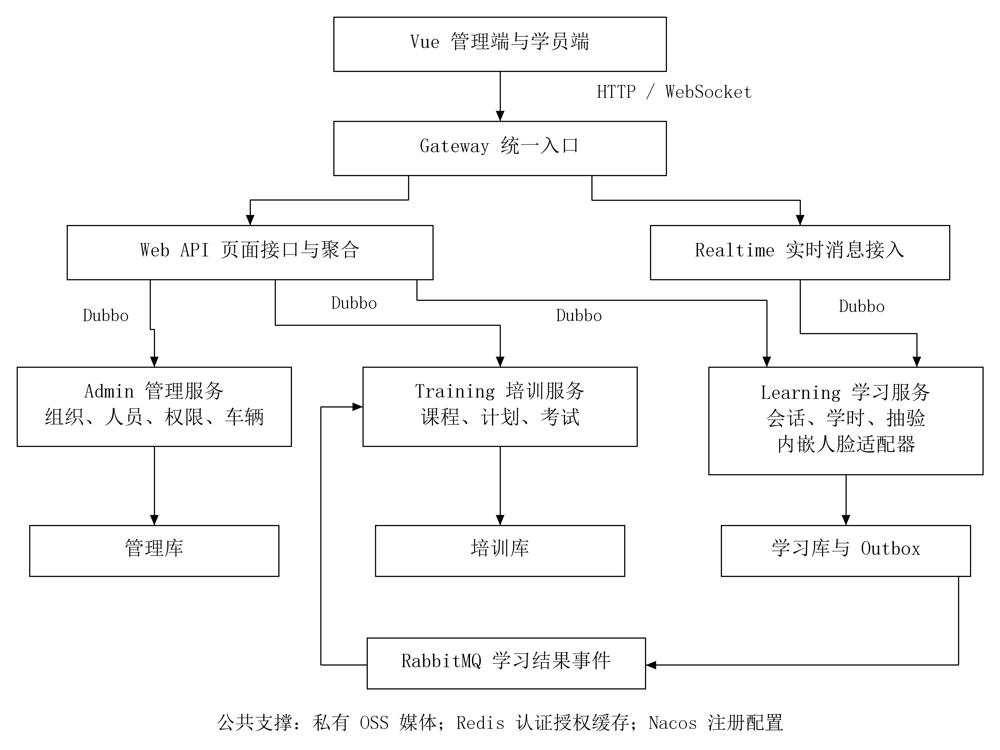 Vue 管理端与学员端
HTTP / WebSocket
Gateway 统一入口
Web API 页面接口与聚合
Realtime 实时消息接入
Dubbo
Dubbo
Dubbo
Dubbo
Admin 管理服务
组织、人员、权限、车辆
Training 培训服务
课程、计划、考试
Learning 学习服务
会话、学时、抽验
内嵌人脸适配器
管理库
培训库
学习库与 Outbox
RabbitMQ 学习结果事件
公共支撑：私有 OSS 媒体；Redis 认证授权缓存；Nacos 注册配置